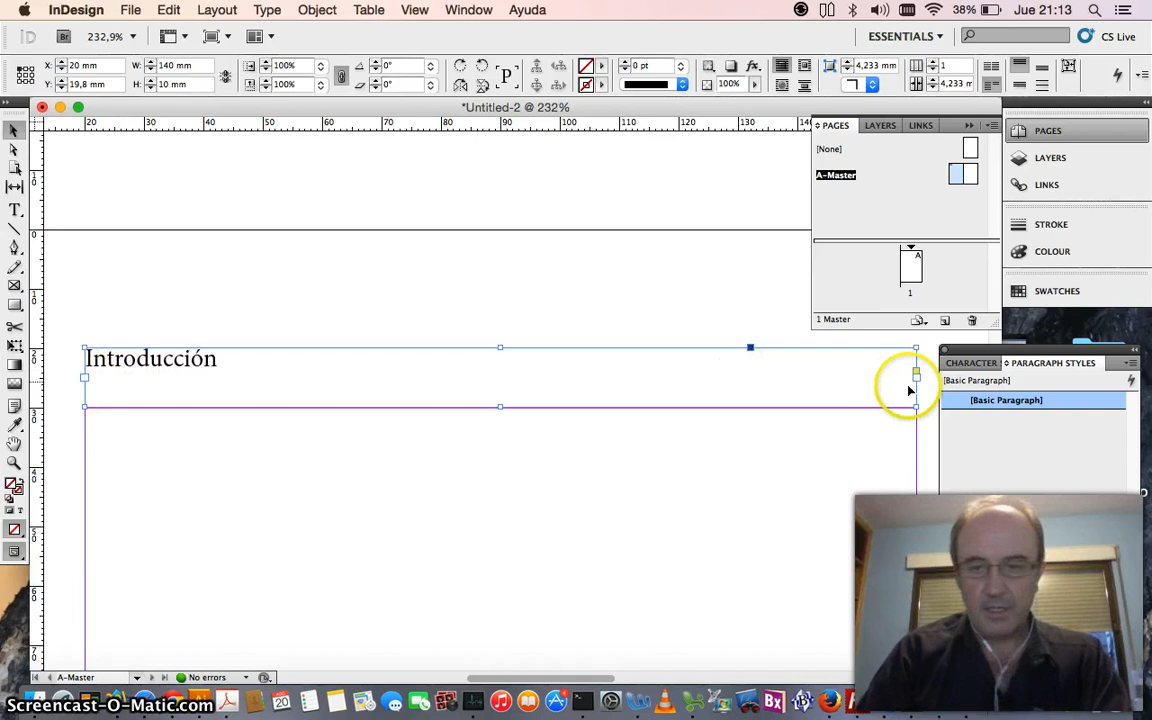 InDesign File Edit Layout Type Object Table View Window Ayuda 38% Jue 21:13
Br 232,9% ESSENTIALS CS Live
X: 20 mm W: 140 mm 100% 0° P 0 pt fx. 4,233 mm 1
Y: 19,8 mm H: 10 mm 100% 0° 100% 4,233 m
*Untitled-2 @ 232%
20 30 40 50 60 70 80 90 100 110 120 130 140
PAGES LAYERS LINKS
[None]
A-Master
A
1
1 Master
PAGES
LAYERS
LINKS
STROKE
COLOUR
SWATCHES
Introducción
CHARACTER S PARAGRAPH STYLES
[Basic Paragraph]
[Basic Paragraph]
A-Master No errors
Screencast-O-Matic.com